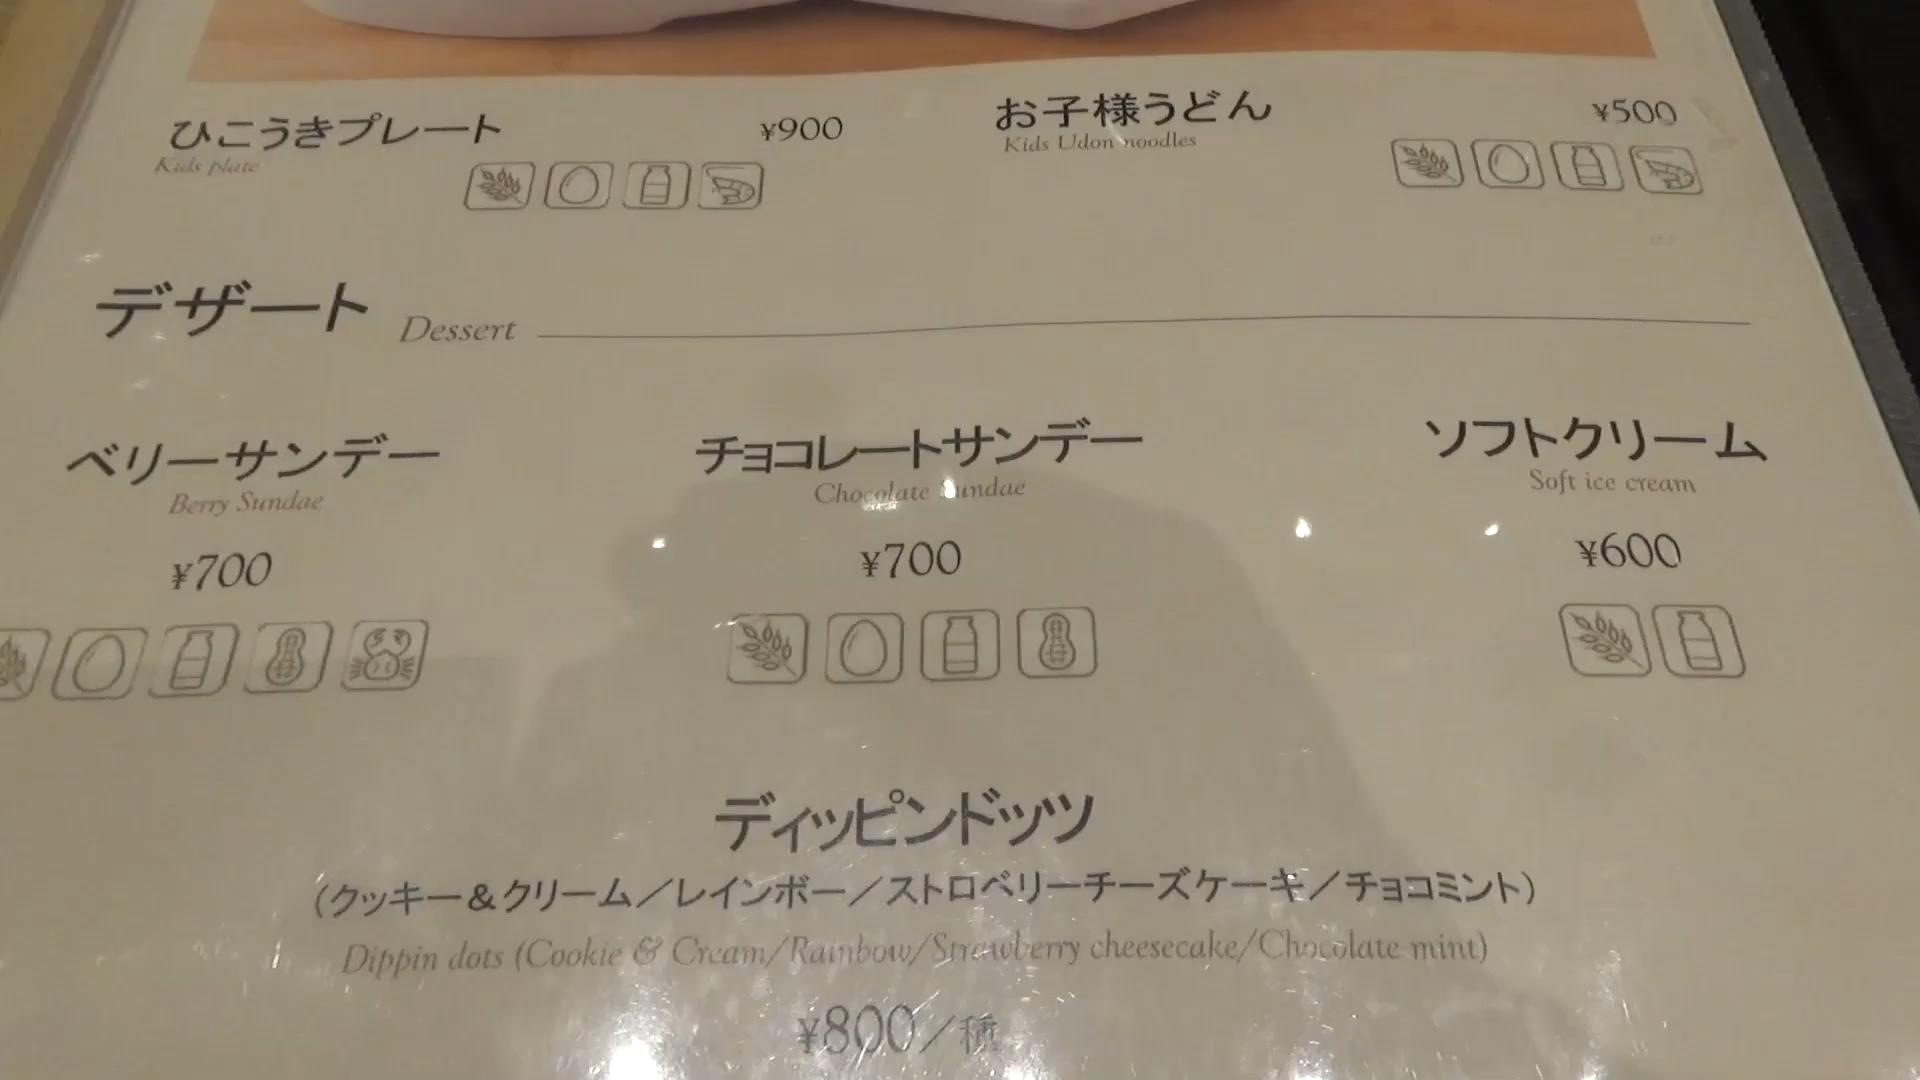 ひこうきプレート ¥900
Kids plate
お子様うどん ¥500
Kids Udon noodles
デザート Dessert
ベリーサンデー
Berry Sundae
¥700
チョコレートサンデー
Chocolate Sundae
¥700
ソフトクリーム
Soft ice cream
¥600
ディッピンドッツ
(クッキー&クリーム/レインボー/ストロベリーチーズケーキ/チョコミント)
Dippin dots (Cookie & Cream/Rainbow/Strawberry cheesecake/Chocolate mint)
¥800/種